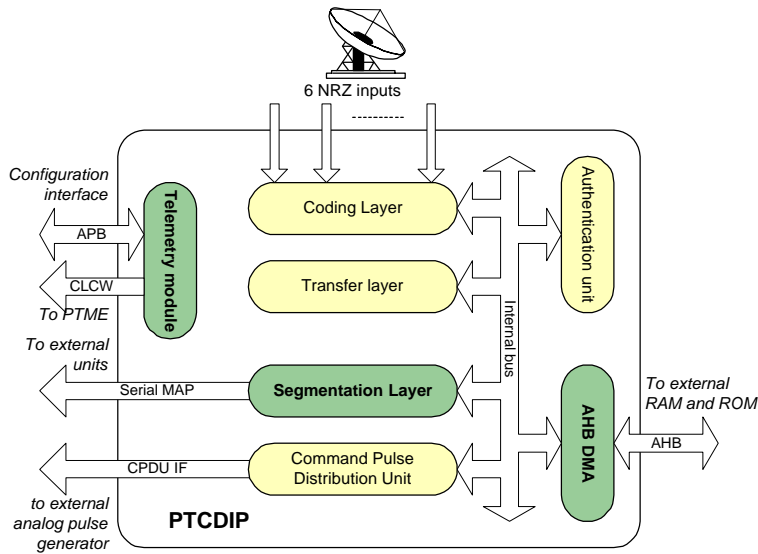 6 NRZ inputs
Configuration
interface
APB
CLCW
To PTME
Telemetry module
Coding Layer
Transfer layer
Authentication unit
Internal bus
To external
units
Serial MAP
Segmentation Layer
AHB DMA
To external
RAM and ROM
AHB
CPDU IF
Command Pulse
Distribution Unit
to external
analog pulse
generator
PTCDIP